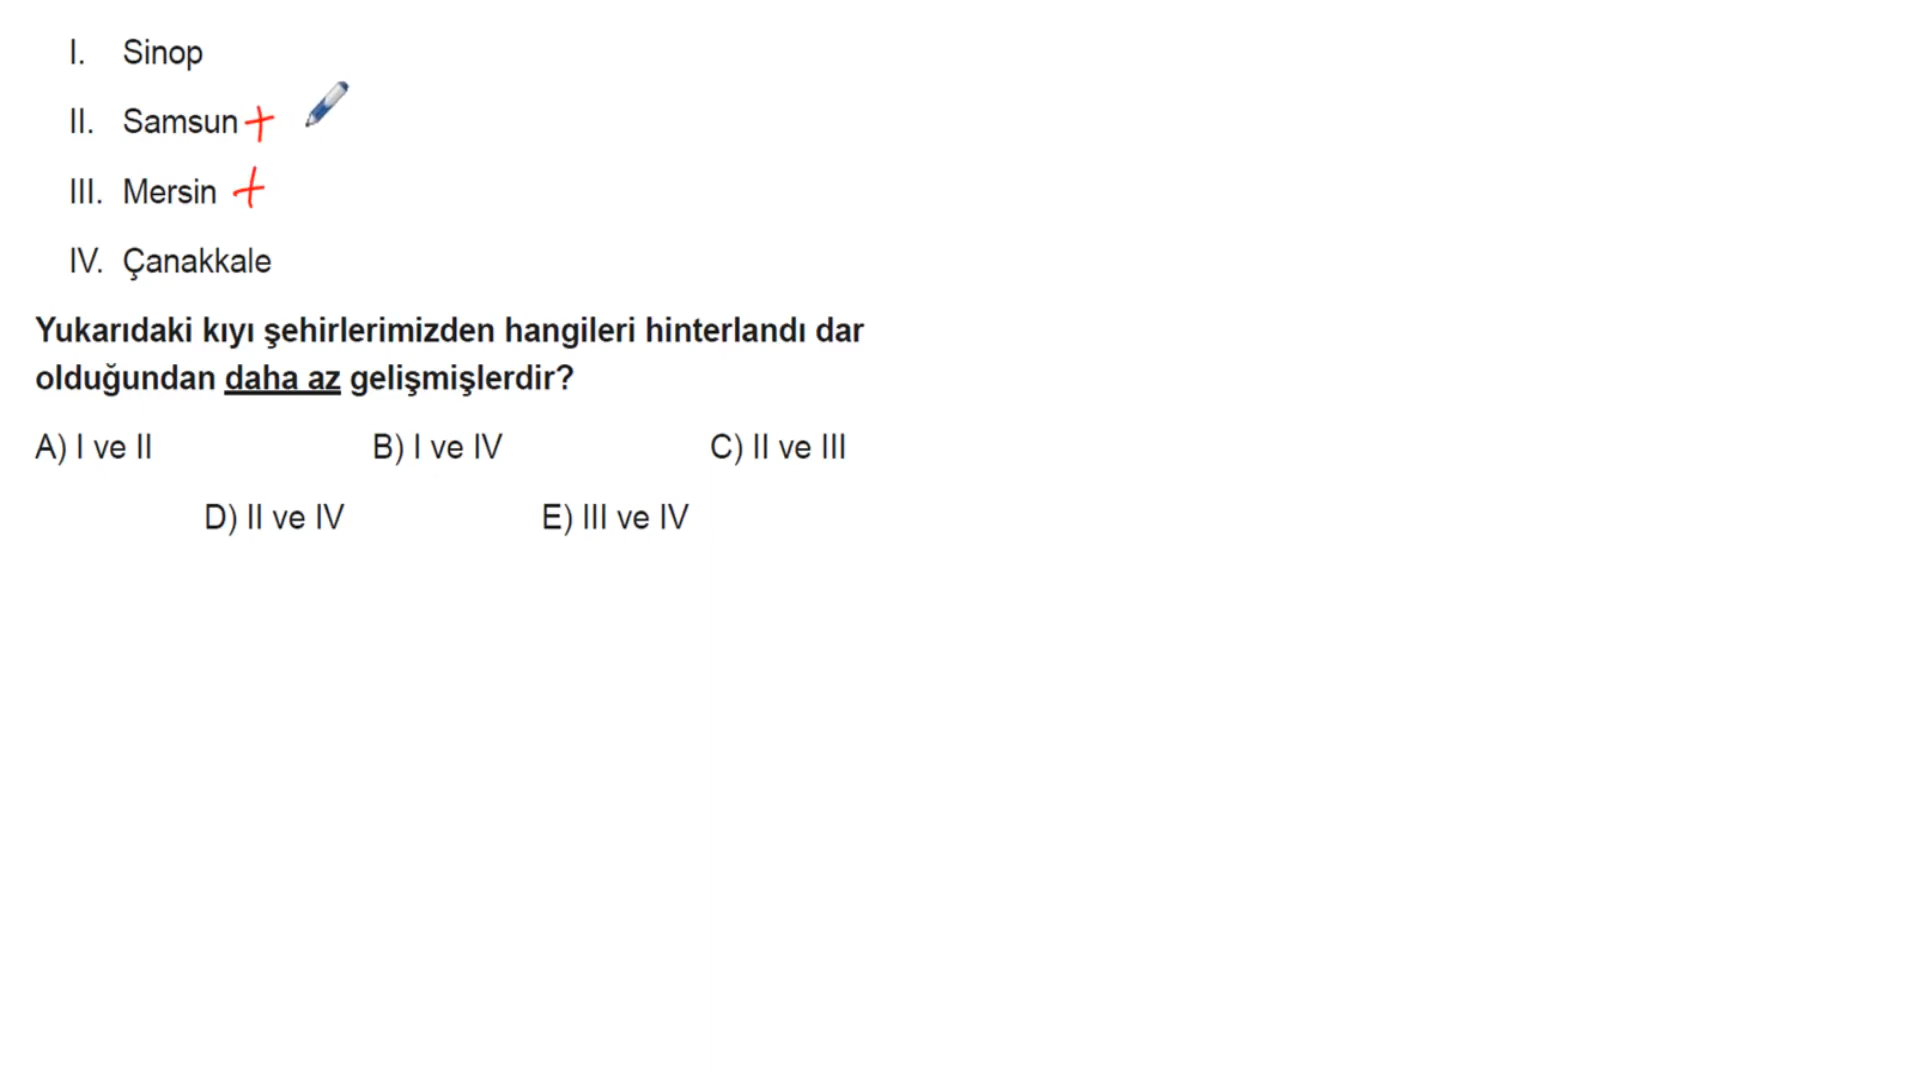 I. Sinop
II. Samsun +
III. Mersin +
IV. Çanakkale
Yukarıdaki kıyı şehirlerimizden hangileri hinterlandı dar
olduğundan daha az gelişmişlerdir?
A) I ve II B) I ve IV C) II ve III
D) II ve IV E) III ve IV